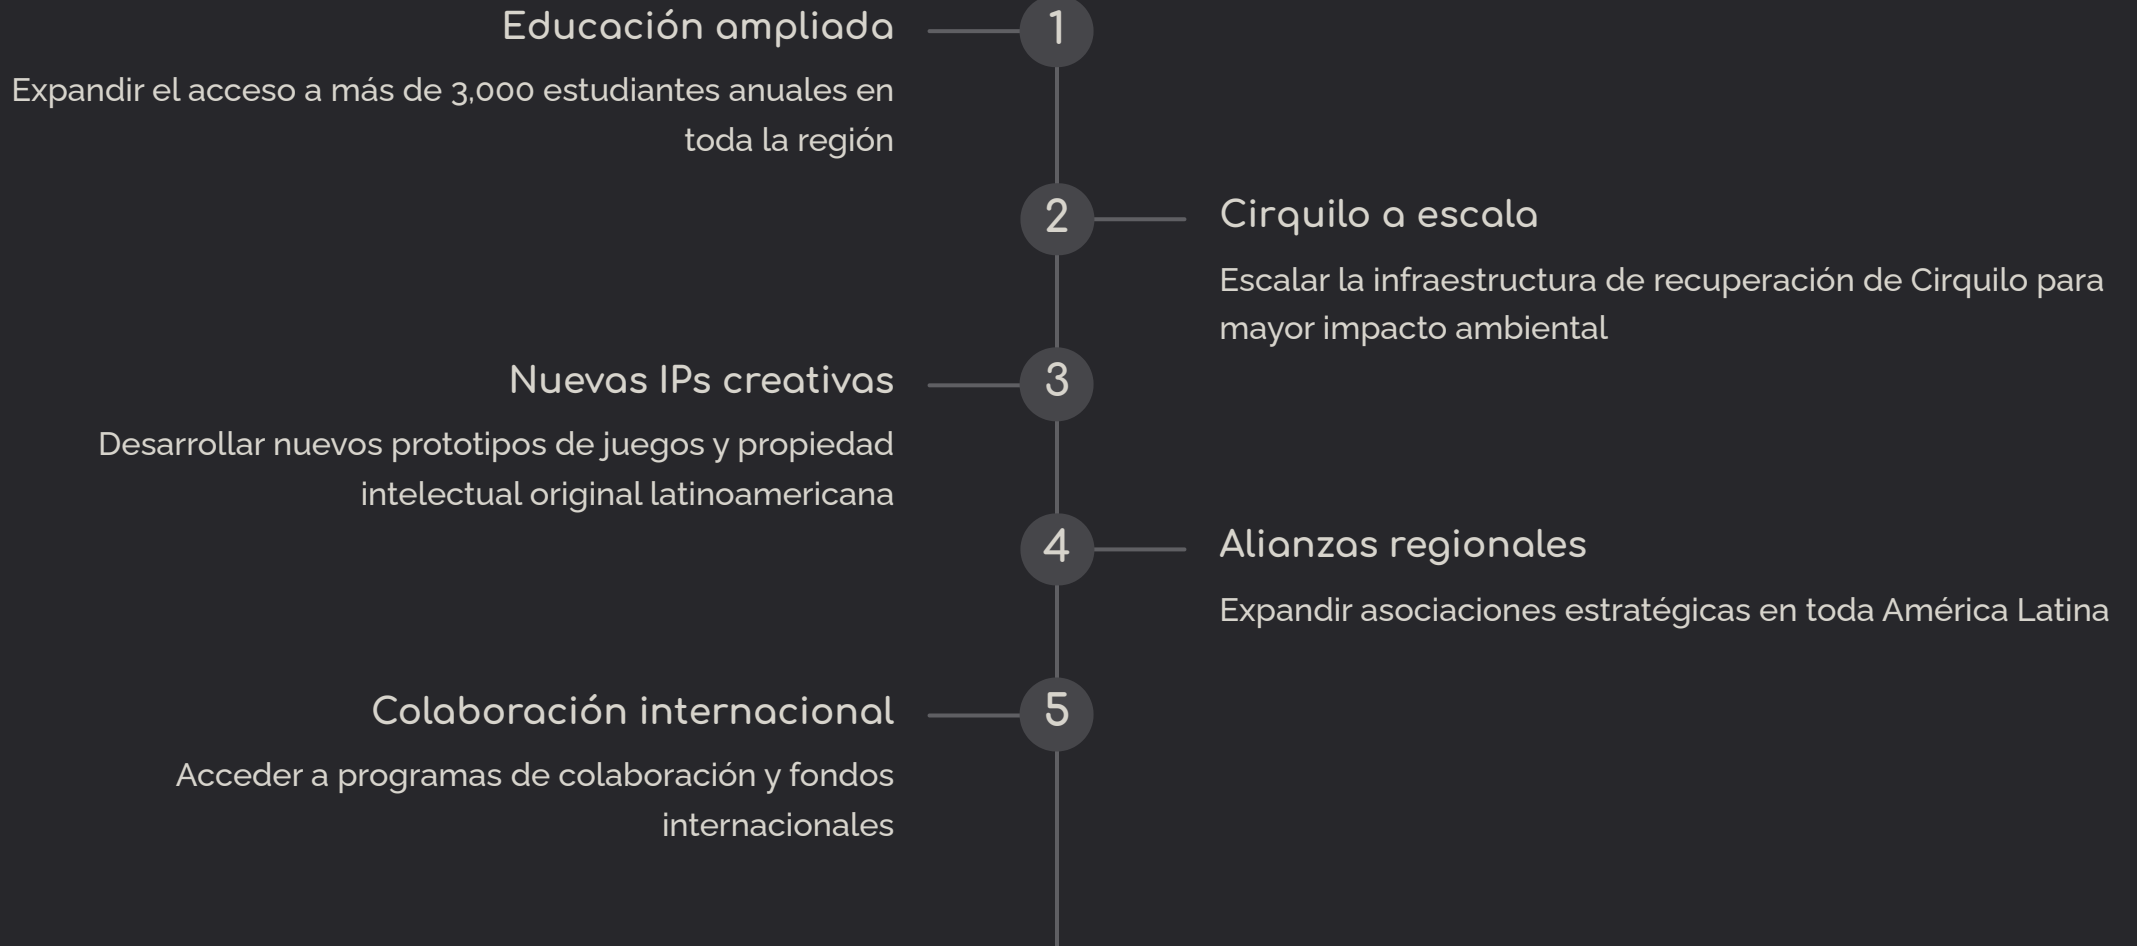 1
Educación ampliada
Expandir el acceso a más de 3,000 estudiantes anuales en
toda la región
2
Cirquilo a escala
Escalar la infraestructura de recuperación de Cirquilo para
mayor impacto ambiental
3
Nuevas IPs creativas
Desarrollar nuevos prototipos de juegos y propiedad
intelectual original latinoamericana
4
Alianzas regionales
Expandir asociaciones estratégicas en toda América Latina
5
Colaboración internacional
Acceder a programas de colaboración y fondos
internacionales